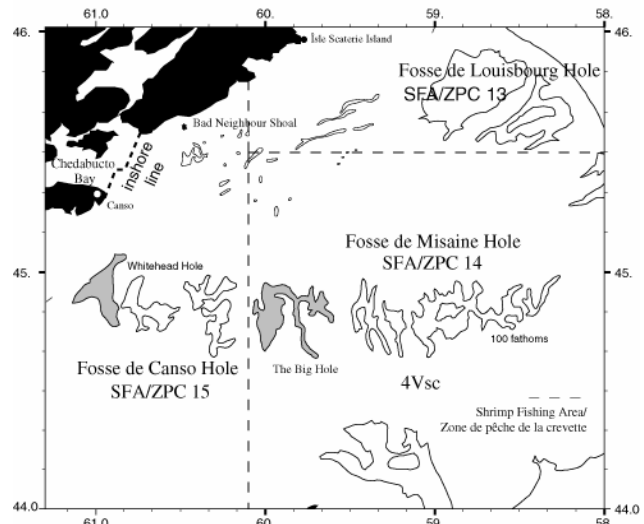 61.0 60. 59. 58.
46. 46.
Île Scaterie Island
Fosse de Louisbourg Hole
SFA/ZPC 13
Bad Neighbour Shoal
Chedabucto
Bay
inshore
line
Canso
Fosse de Misaine Hole
SFA/ZPC 14
45. 45.
Whitehead Hole
100 fathoms
The Big Hole
Fosse de Canso Hole
SFA/ZPC 15
4Vsc
Shrimp Fishing Area/
Zone de pêche de la crevette
44.0 44.0
61.0 60. 59. 58.